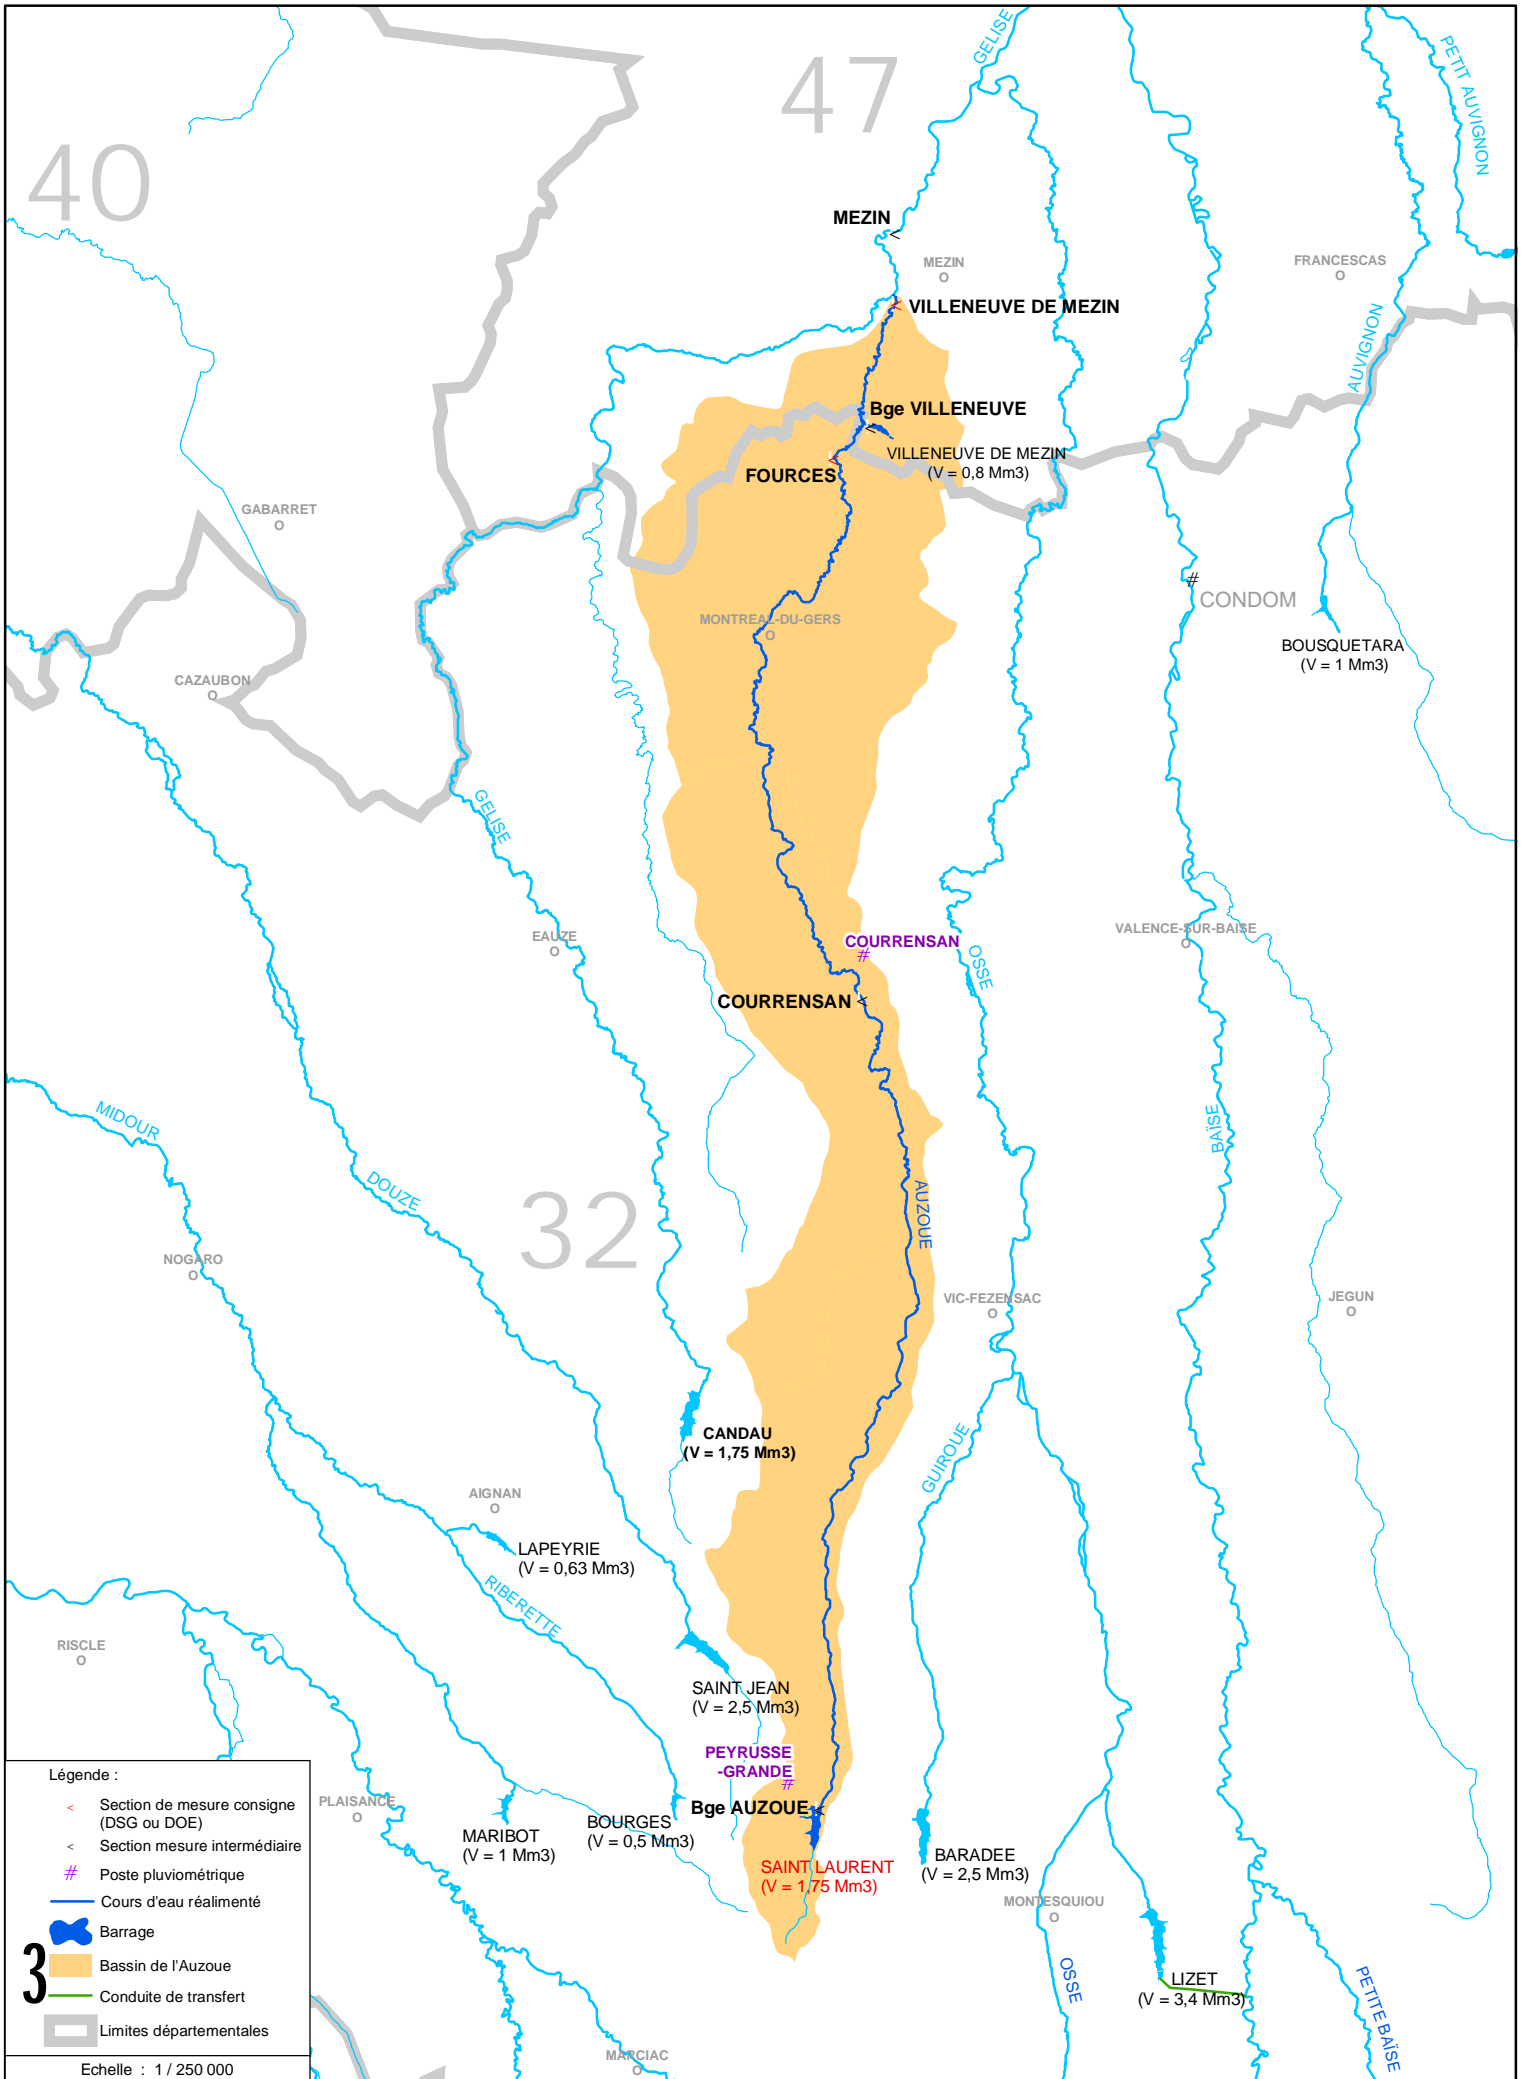 GELISE
47
PETIT AUVIGNON
40
MEZIN
MEZIN
O
FRANCESCAS
O
VILLENEUVE DE MEZIN
AUVIGNON
Bge VILLENEUVE
VILLENEUVE DE MEZIN
(V = 0,8 Mm3)
FOURCES
GABARRET
O
#
CONDOM
MONTREAL-DU-GERS
O
BOUSQUETARA
(V = 1 Mm3)
CAZAUBON
O
GELISE
EAUZE
O
COURRENSAN
#
OSSE
VALENCE-SUR-BAISE
O
COURRENSAN
MIDOUR
BAÏSE
DOUZE
AUZOUE
32
NOGARO
O
VIC-FEZENSAC
O
JEGUN
O
CANDAU
(V = 1,75 Mm3)
GUIROUE
AIGNAN
O
LAPEYRIE
(V = 0,63 Mm3)
RIBERETTE
RISCLE
O
SAINT JEAN
(V = 2,5 Mm3)
PEYRUSSE
-GRANDE
#
Bge AUZOUE
PLAISANCE
O
MARIBOT
(V = 1 Mm3)
BOURGES
(V = 0,5 Mm3)
BARADEE
(V = 2,5 Mm3)
SAINT LAURENT
(V = 1,75 Mm3)
MONTESQUIOU
O
OSSE
LIZET
(V = 3,4 Mm3)
PETITE BAÏSE
MARCIAC
O
Légende :
< Section de mesure consigne
(DSG ou DOE)
< Section mesure intermédiaire
# Poste pluviométrique
Cours d'eau réalimenté
Barrage
3
Bassin de l'Auzoue
Conduite de transfert
Limites départementales
Echelle : 1 / 250 000